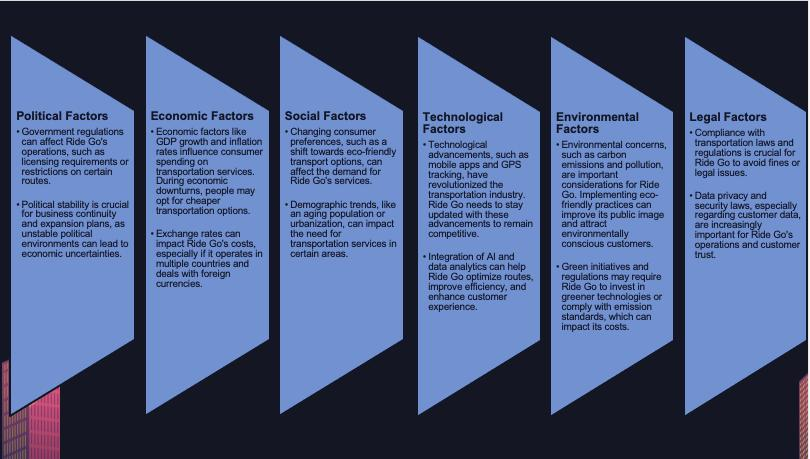 Political Factors
• Government regulations
can affect Ride Go's
operations, such as
licensing requirements or
restrictions on certain
routes.
• Political stability is crucial
for business continuity
and expansion plans, as
unstable political
environments can lead to
economic uncertainties.
Economic Factors
• Economic factors like
GDP growth and inflation
rates influence consumer
spending on
transportation services.
During economic
downturns, people may
opt for cheaper
transportation options.
• Exchange rates can
impact Ride Go's costs,
especially if it operates in
multiple countries and
deals with foreign
currencies.
Social Factors
• Changing consumer
preferences, such as a
shift towards eco-friendly
transport options, can
affect the demand for
Ride Go's services.
• Demographic trends, like
an aging population or
urbanization, can impact
the need for
transportation services in
certain areas.
Technological
Factors
• Technological
advancements, such as
mobile apps and GPS
tracking, have
revolutionized the
transportation industry.
Ride Go needs to stay
updated with these
advancements to remain
competitive.
• Integration of AI and
data analytics can help
Ride Go optimize routes,
improve efficiency, and
enhance customer
experience.
Environmental
Factors
• Environmental concerns,
such as carbon
emissions and pollution,
are important
considerations for Ride
Go. Implementing eco-
friendly practices can
improve its public image
and attract
environmentally
conscious customers.
• Green initiatives and
regulations may require
Ride Go to invest in
greener technologies or
comply with emission
standards, which can
impact its costs.
Legal Factors
• Compliance with
transportation laws and
regulations is crucial for
Ride Go to avoid fines or
legal issues.
• Data privacy and
security laws, especially
regarding customer data,
are increasingly
important for Ride Go's
operations and customer
trust.